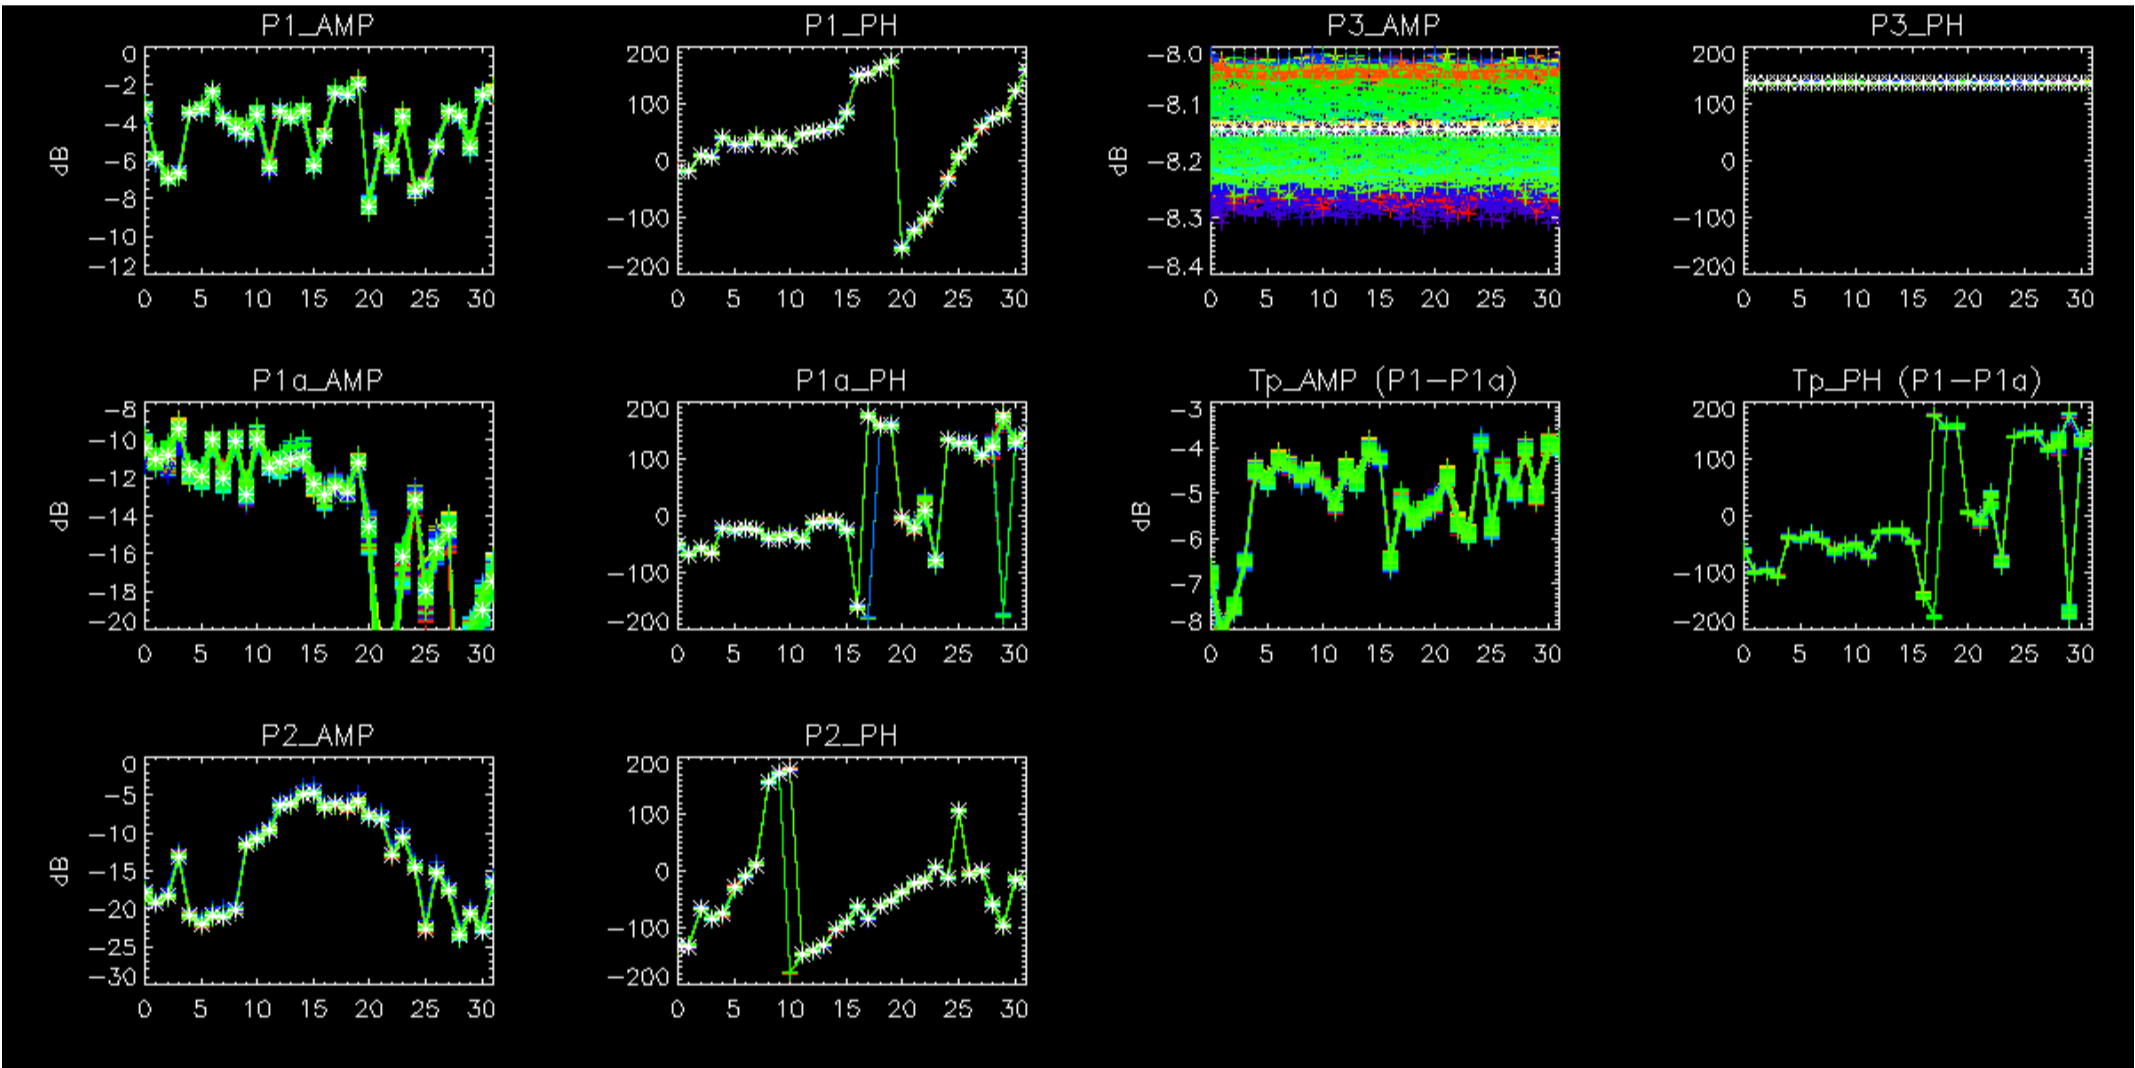 P1_AMP
P1_PH
P3_AMP
P3_PH
0
−2
−4
−6
−8
−10
−12
dB
0 5 10 15 20 25 30
200
100
0
−100
−200
0 5 10 15 20 25 30
−8.0
−8.1
−8.2
−8.3
−8.4
dB
0 5 10 15 20 25 30
200
100
0
−100
−200
0 5 10 15 20 25 30
P1a_AMP
P1a_PH
Tp_AMP (P1−P1a)
Tp_PH (P1−P1a)
−8
−10
−12
−14
−16
−18
−20
dB
0 5 10 15 20 25 30
200
100
0
−100
−200
0 5 10 15 20 25 30
−3
−4
−5
−6
−7
−8
dB
0 5 10 15 20 25 30
200
100
0
−100
−200
0 5 10 15 20 25 30
P2_AMP
P2_PH
0
−5
−10
−15
−20
−25
−30
dB
0 5 10 15 20 25 30
200
100
0
−100
−200
0 5 10 15 20 25 30